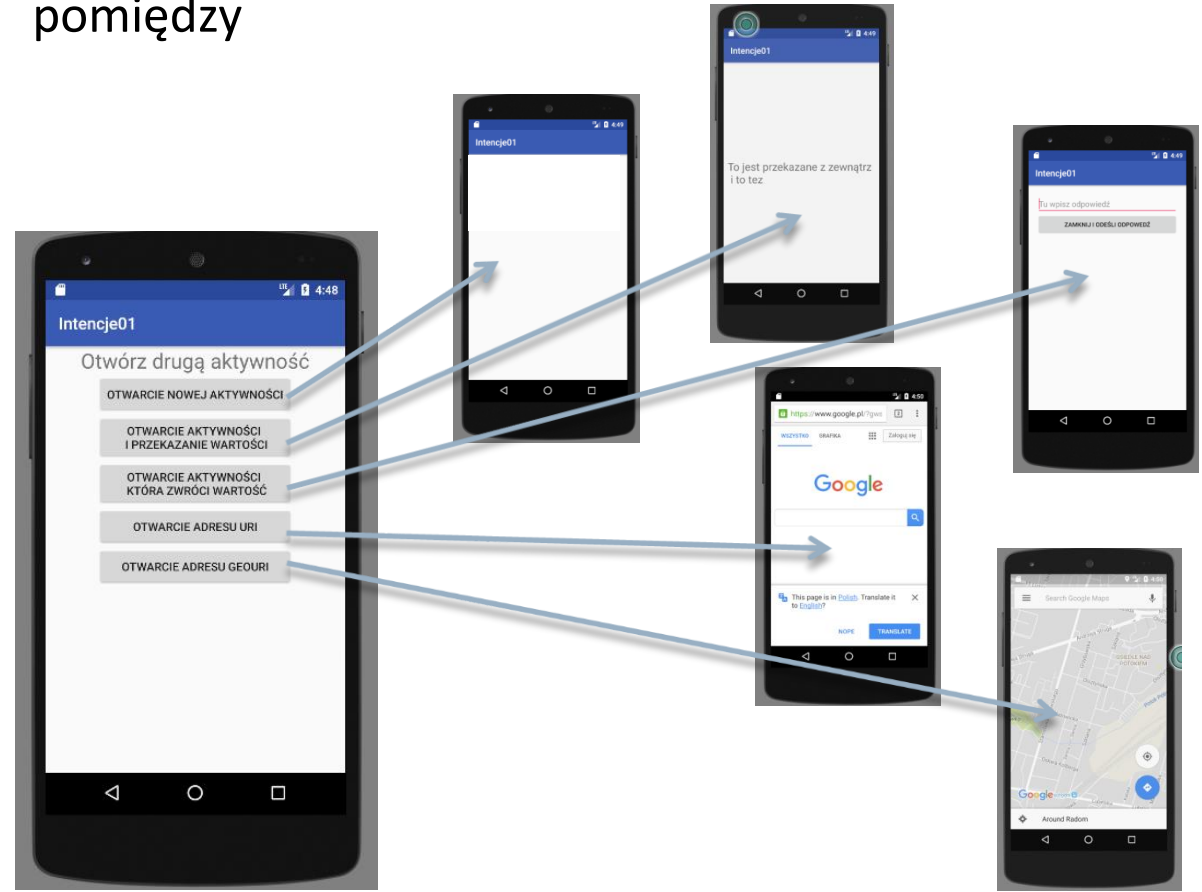 pomiędzy
4:48
Intencje01
Otwórz drugą aktywność
OTWARCIE NOWEJ AKTYWNOŚCI
OTWARCIE AKTYWNOŚCI
I PRZEKAZANIE WARTOŚCI
OTWARCIE AKTYWNOŚCI
KTÓRA ZWRÓCI WARTOŚĆ
OTWARCIE ADRESU URI
OTWARCIE ADRESU GEOURI
4:49
Intencje01
4:49
Intencje01
To jest przekazane z zewnątrz
i to tez
4:49
Intencje01
Tu wpisz odpowiedź
ZAMKNIJ I ODEŚLI ODPOWEDŹ
4:50
https://www.google.pl/?gws
WSZYSTKO GRAFIKA Zaloguj się
Google
This page is in Polish. Translate it
to English?
NOPE TRANSLATE
Search Google Maps
Google
Around Radom